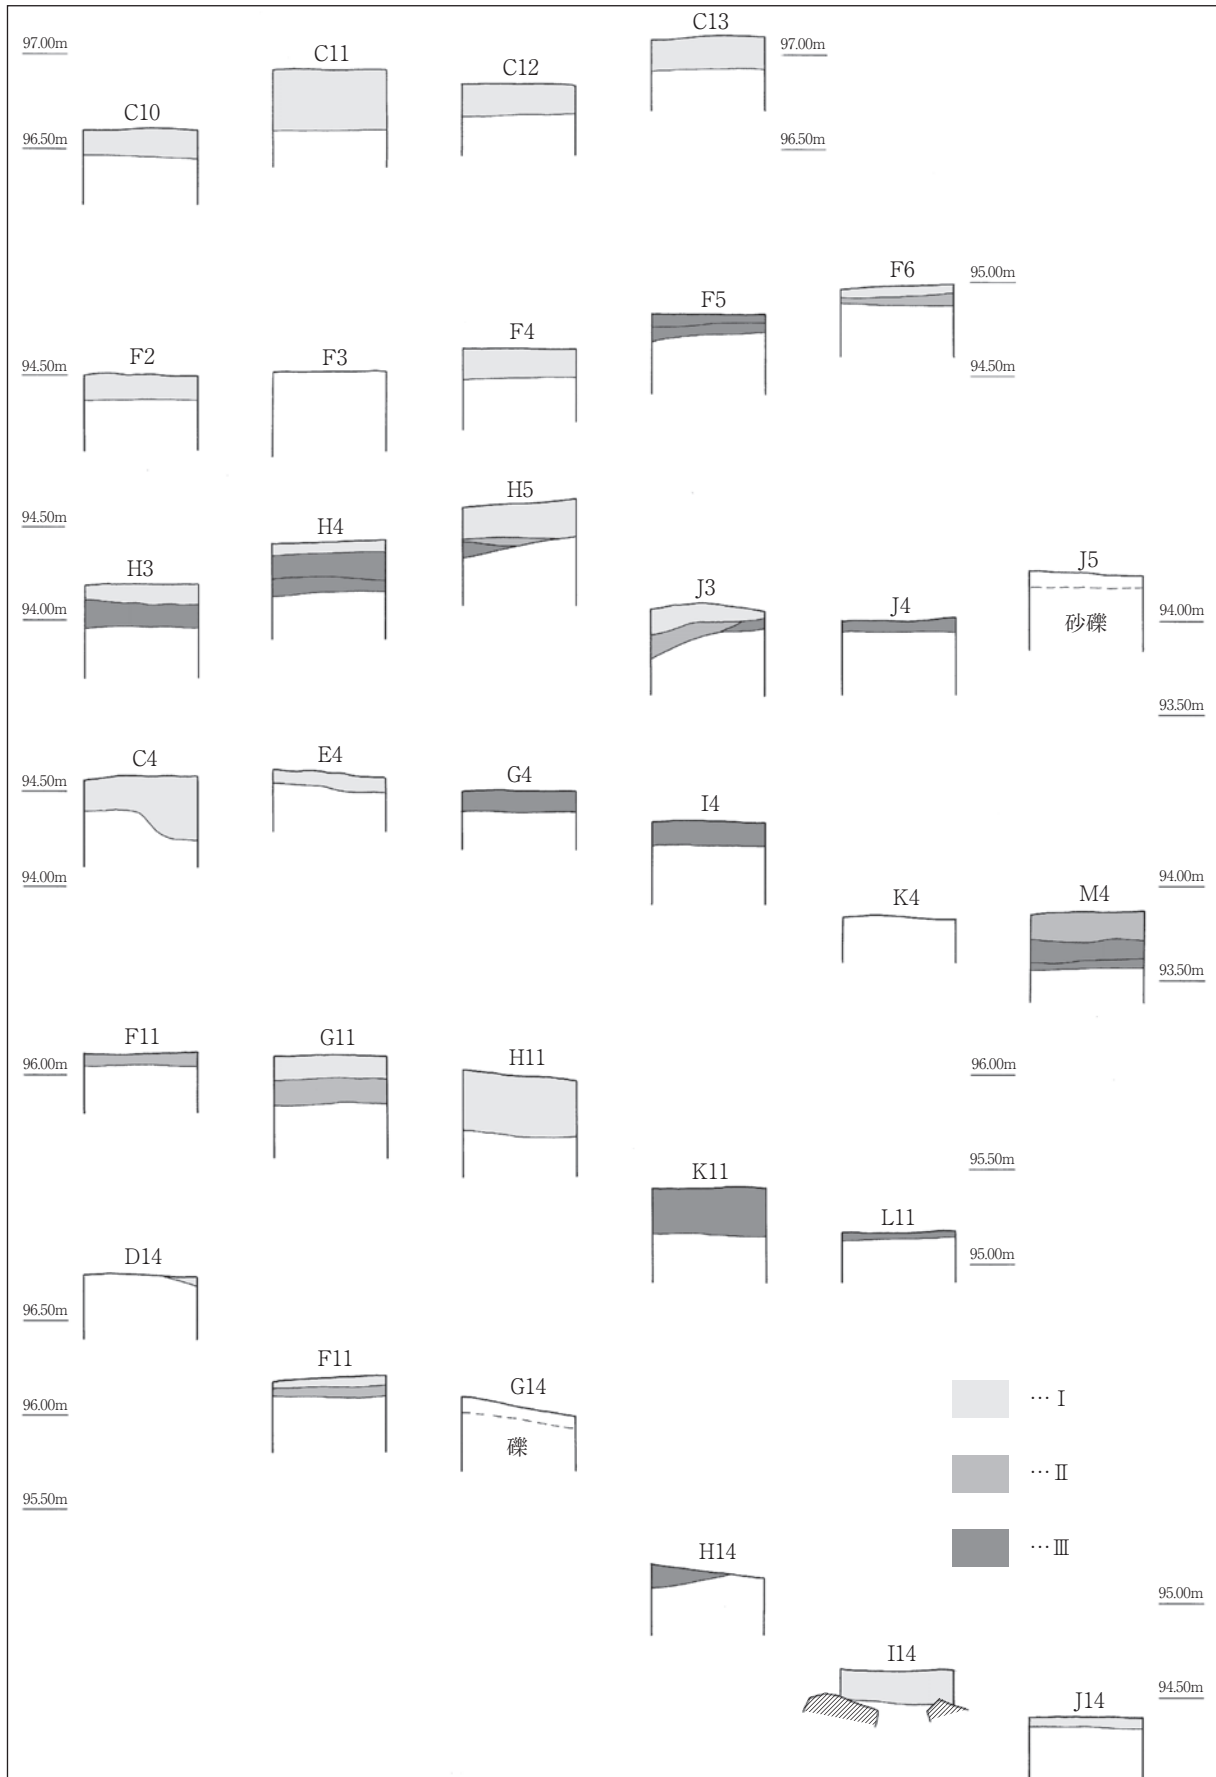 C13
97.00m
97.00m
C11
C12
C10
96.50m
96.50m
F6
95.00m
F5
F4
F2
F3
94.50m
94.50m
H5
94.50m
H4
H3
J5
J3
J4
94.00m
94.00m
砂礫
93.50m
C4
E4
G4
94.50m
I4
94.00m
94.00m
K4
M4
93.50m
F11
G11
H11
96.00m
96.00m
95.50m
K11
L11
D14
95.00m
96.50m
F11
G14
… Ⅰ
96.00m
礫
… Ⅱ
95.50m
H14
… Ⅲ
95.00m
I14
94.50m
J14